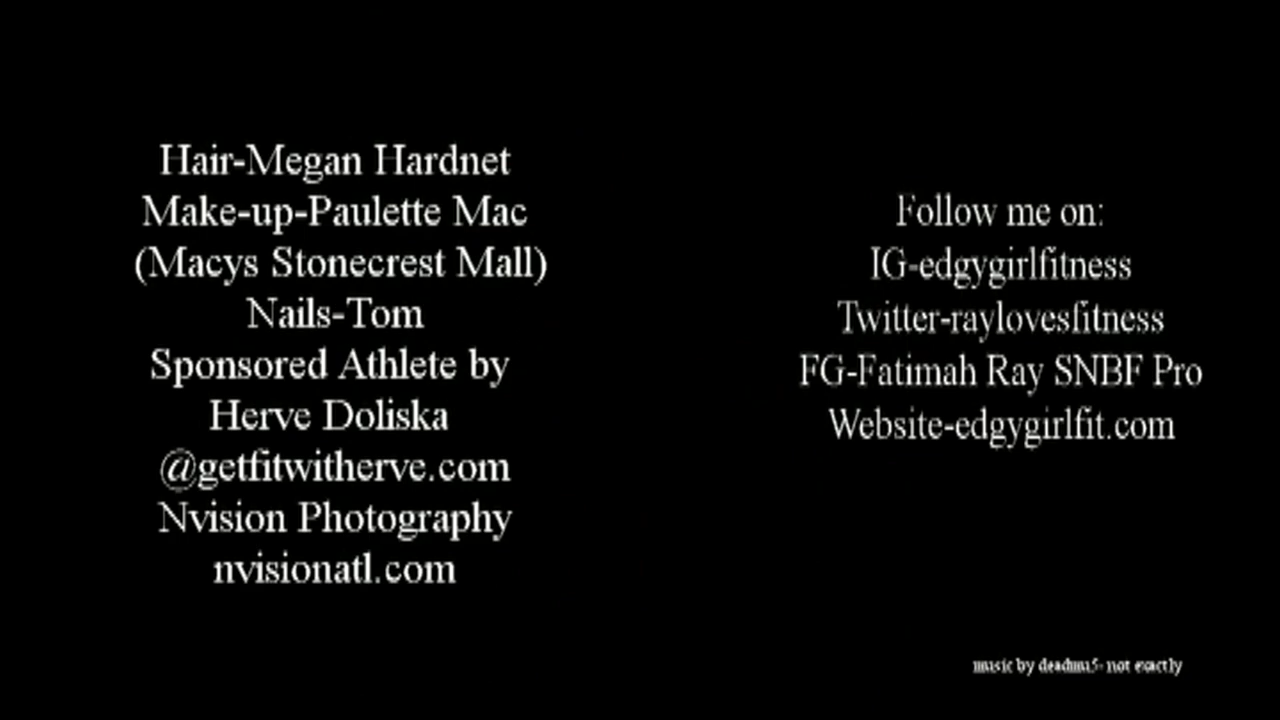 Hair-Megan Hardnet
Make-up-Paulette Mac
(Macys Stonecrest Mall)
Nails-Tom
Sponsored Athlete by
Herve Doliska
@getfitwitherve.com
Nvision Photography
nvisionatl.com
Follow me on:
IG-edgygirlfitness
Twitter-raylovesfitness
FG-Fatimah Ray SNBF Pro
Website-edgygirlfit.com
music by deadmau5- not exactly